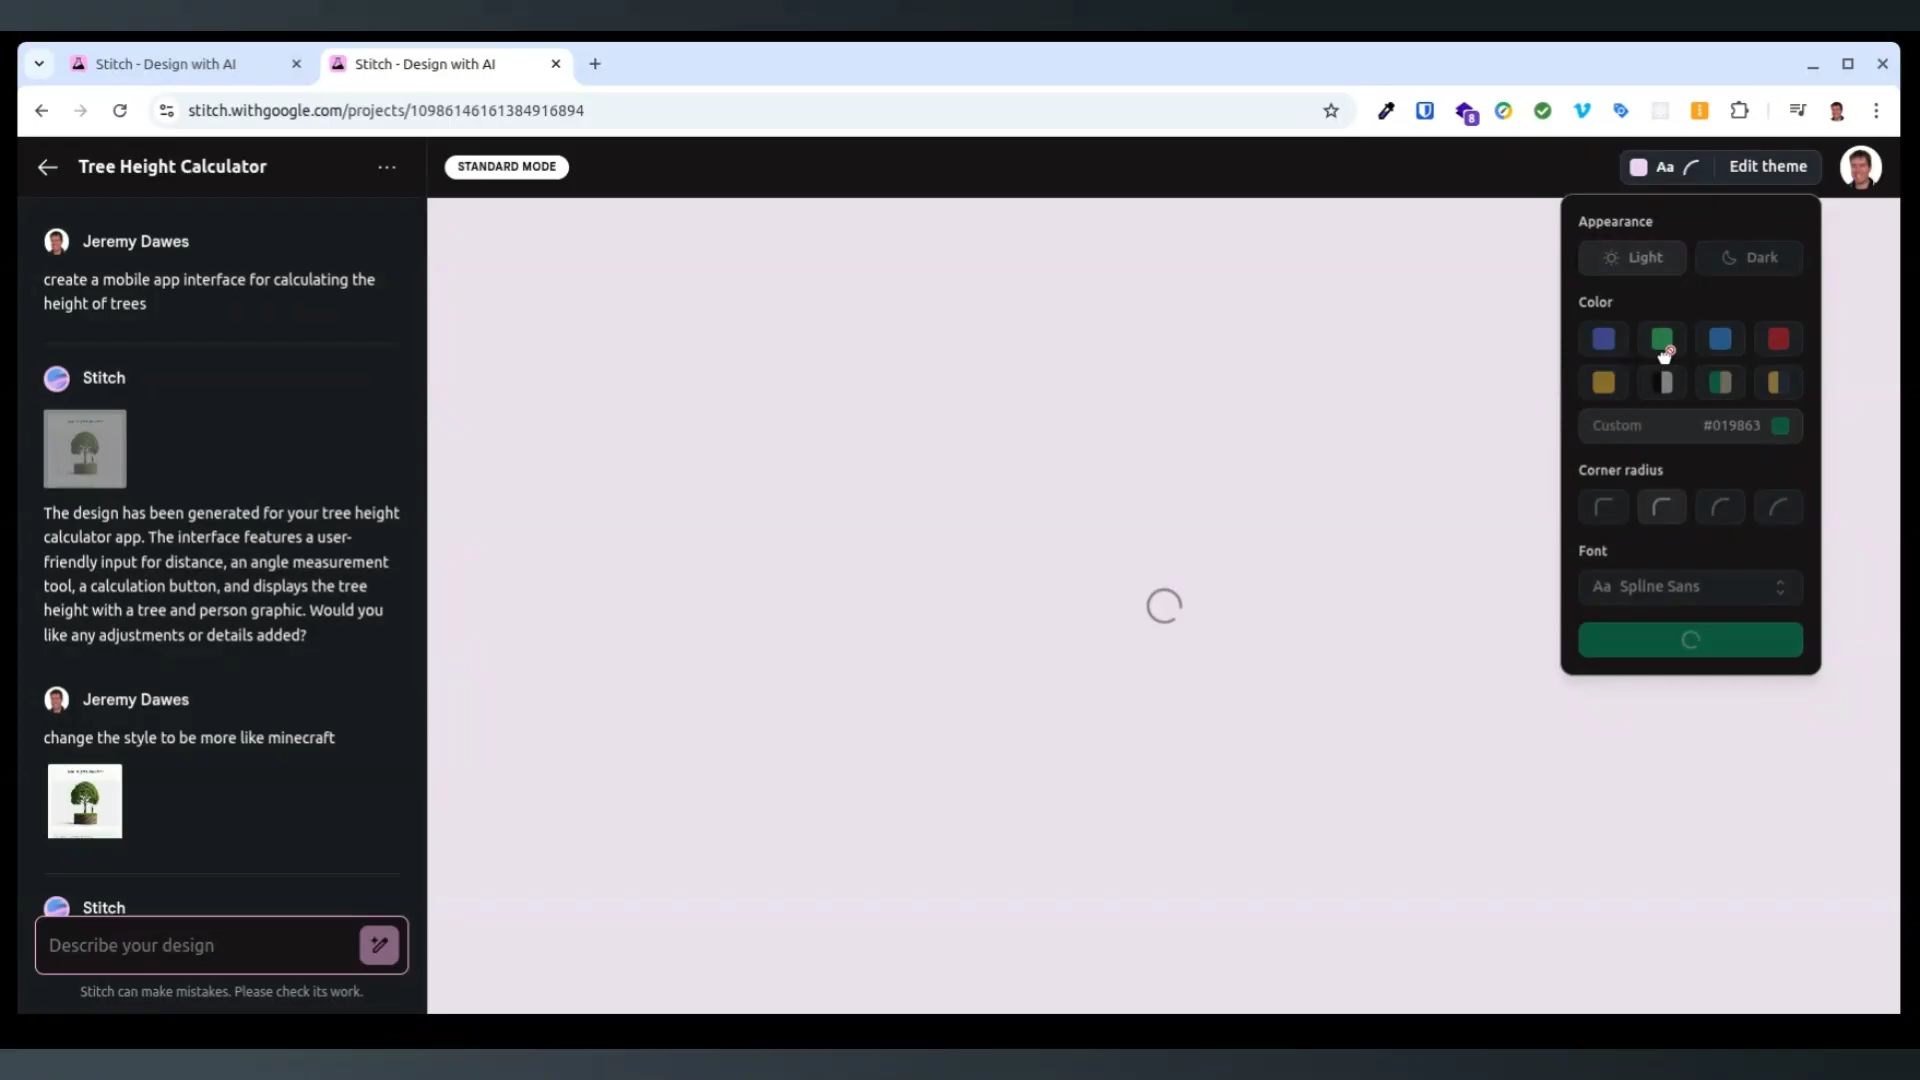 Stitch - Design with AI
Stitch - Design with AI
stitch.withgoogle.com/projects/10986146161384916894
8
Tree Height Calculator
STANDARD MODE
Aa
Edit theme
Jeremy Dawes
create a mobile app interface for calculating the
height of trees
Stitch
The design has been generated for your tree height
calculator app. The interface features a user-
friendly input for distance, an angle measurement
tool, a calculation button, and displays the tree
height with a tree and person graphic. Would you
like any adjustments or details added?
Jeremy Dawes
change the style to be more like minecraft
Stitch
Describe your design
Stitch can make mistakes. Please check its work.
Appearance
Light
Dark
Color
Custom
#019863
Corner radius
Font
Aa Spline Sans